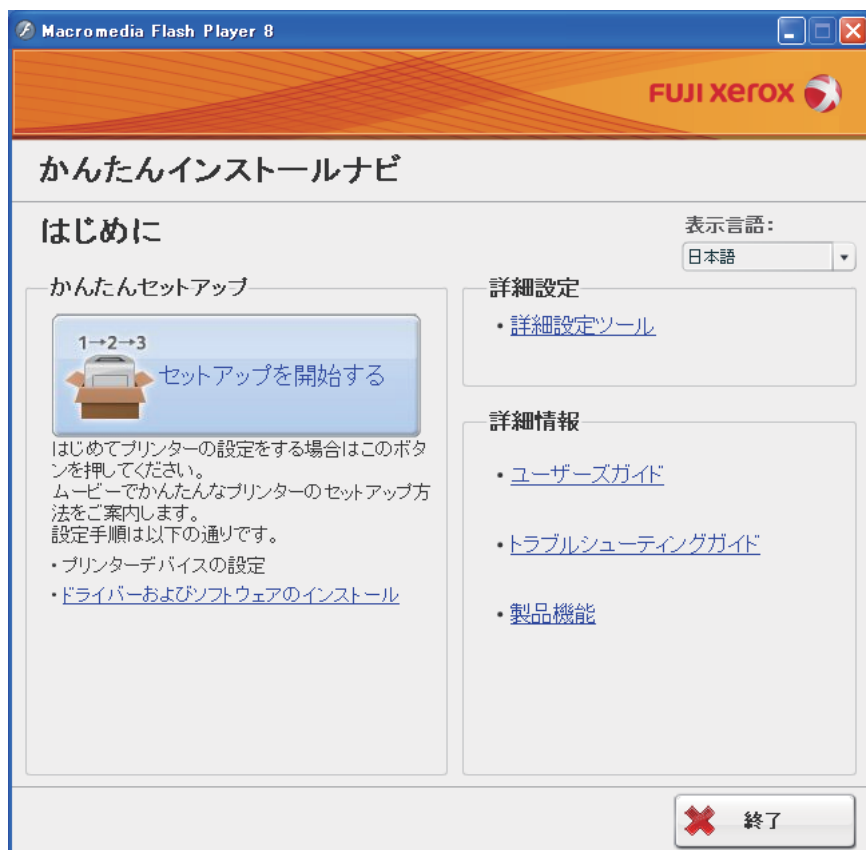 Macromedia Flash Player 8
FUJI xerox
かんたんインストールナビ
はじめに
表示言語:
日本語
かんたんセットアップ
1→2→3
セットアップを開始する
はじめてプリンターの設定をする場合はこのボタ
ンを押してください。
ムービーでかんたんなプリンターのセットアップ方
法をご案内します。
設定手順は以下の通りです。
・プリンターデバイスの設定
・ドライバーおよびソフトウェアのインストール
詳細設定
・詳細設定ツール
詳細情報
・ユーザーズガイド
・トラブルシューティングガイド
・製品機能
終了